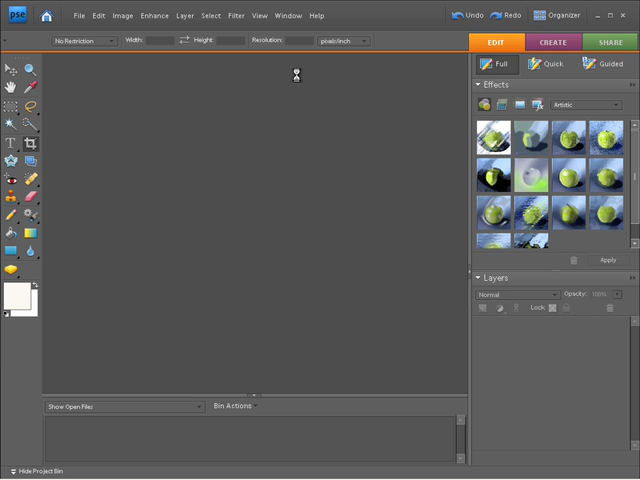 pse File Edit Image Enhance Layer Select Filter View Window Help Undo Redo Organizer
No Restriction Width: Height: Resolution: pixels/inch EDIT CREATE SHARE
Full Quick Guided
Effects
Artistic
Apply
Layers
Normal Opacity: 100%
Lock:
Show Open Files Bin Actions
Hide Project Bin